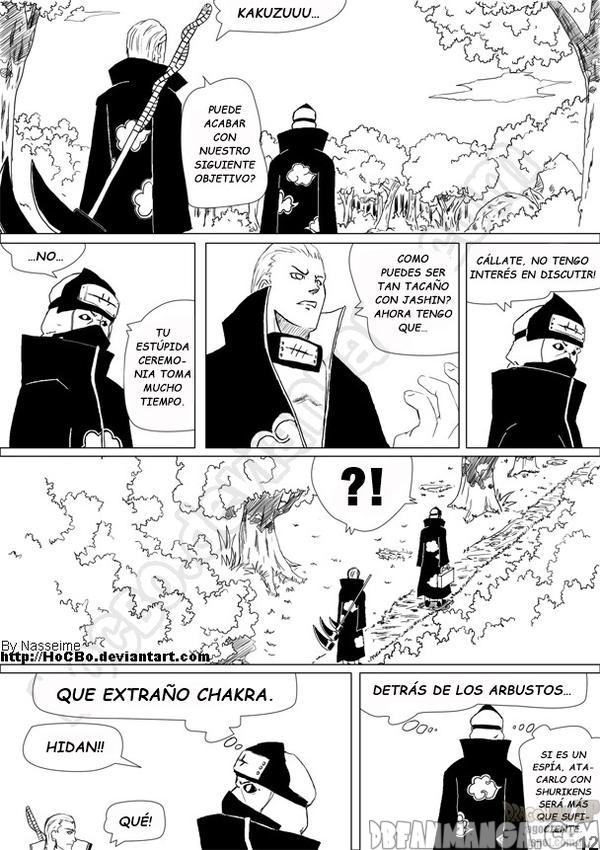 KAKUZUUU...
PUEDE
ACABAR
CON
NUESTRO
SIGUIENTE
OBJETIVO?
...NO...
TU
ESTÚPIDA
CEREMO-
NIA TOMA
MUCHO
TIEMPO.
COMO
PUEDES SER
TAN TACAÑO
CON JASHIN?
AHORA TENGO
QUE...
CÁLLATE, NO TENGO
INTERÉS EN DISCUTIR!
?!
By Nasseime
http://HoCBo.deviantart.com
QUE EXTRAÑO CHAKRA.
HIDAN!!
QUÉ!
DETRÁS DE LOS ARBUSTOS...
SI ES UN
ESPÍA, ATA-
CARLO CON
SHURIKENS
SERÁ MÁS
QUE SUFI-
CIENTE.